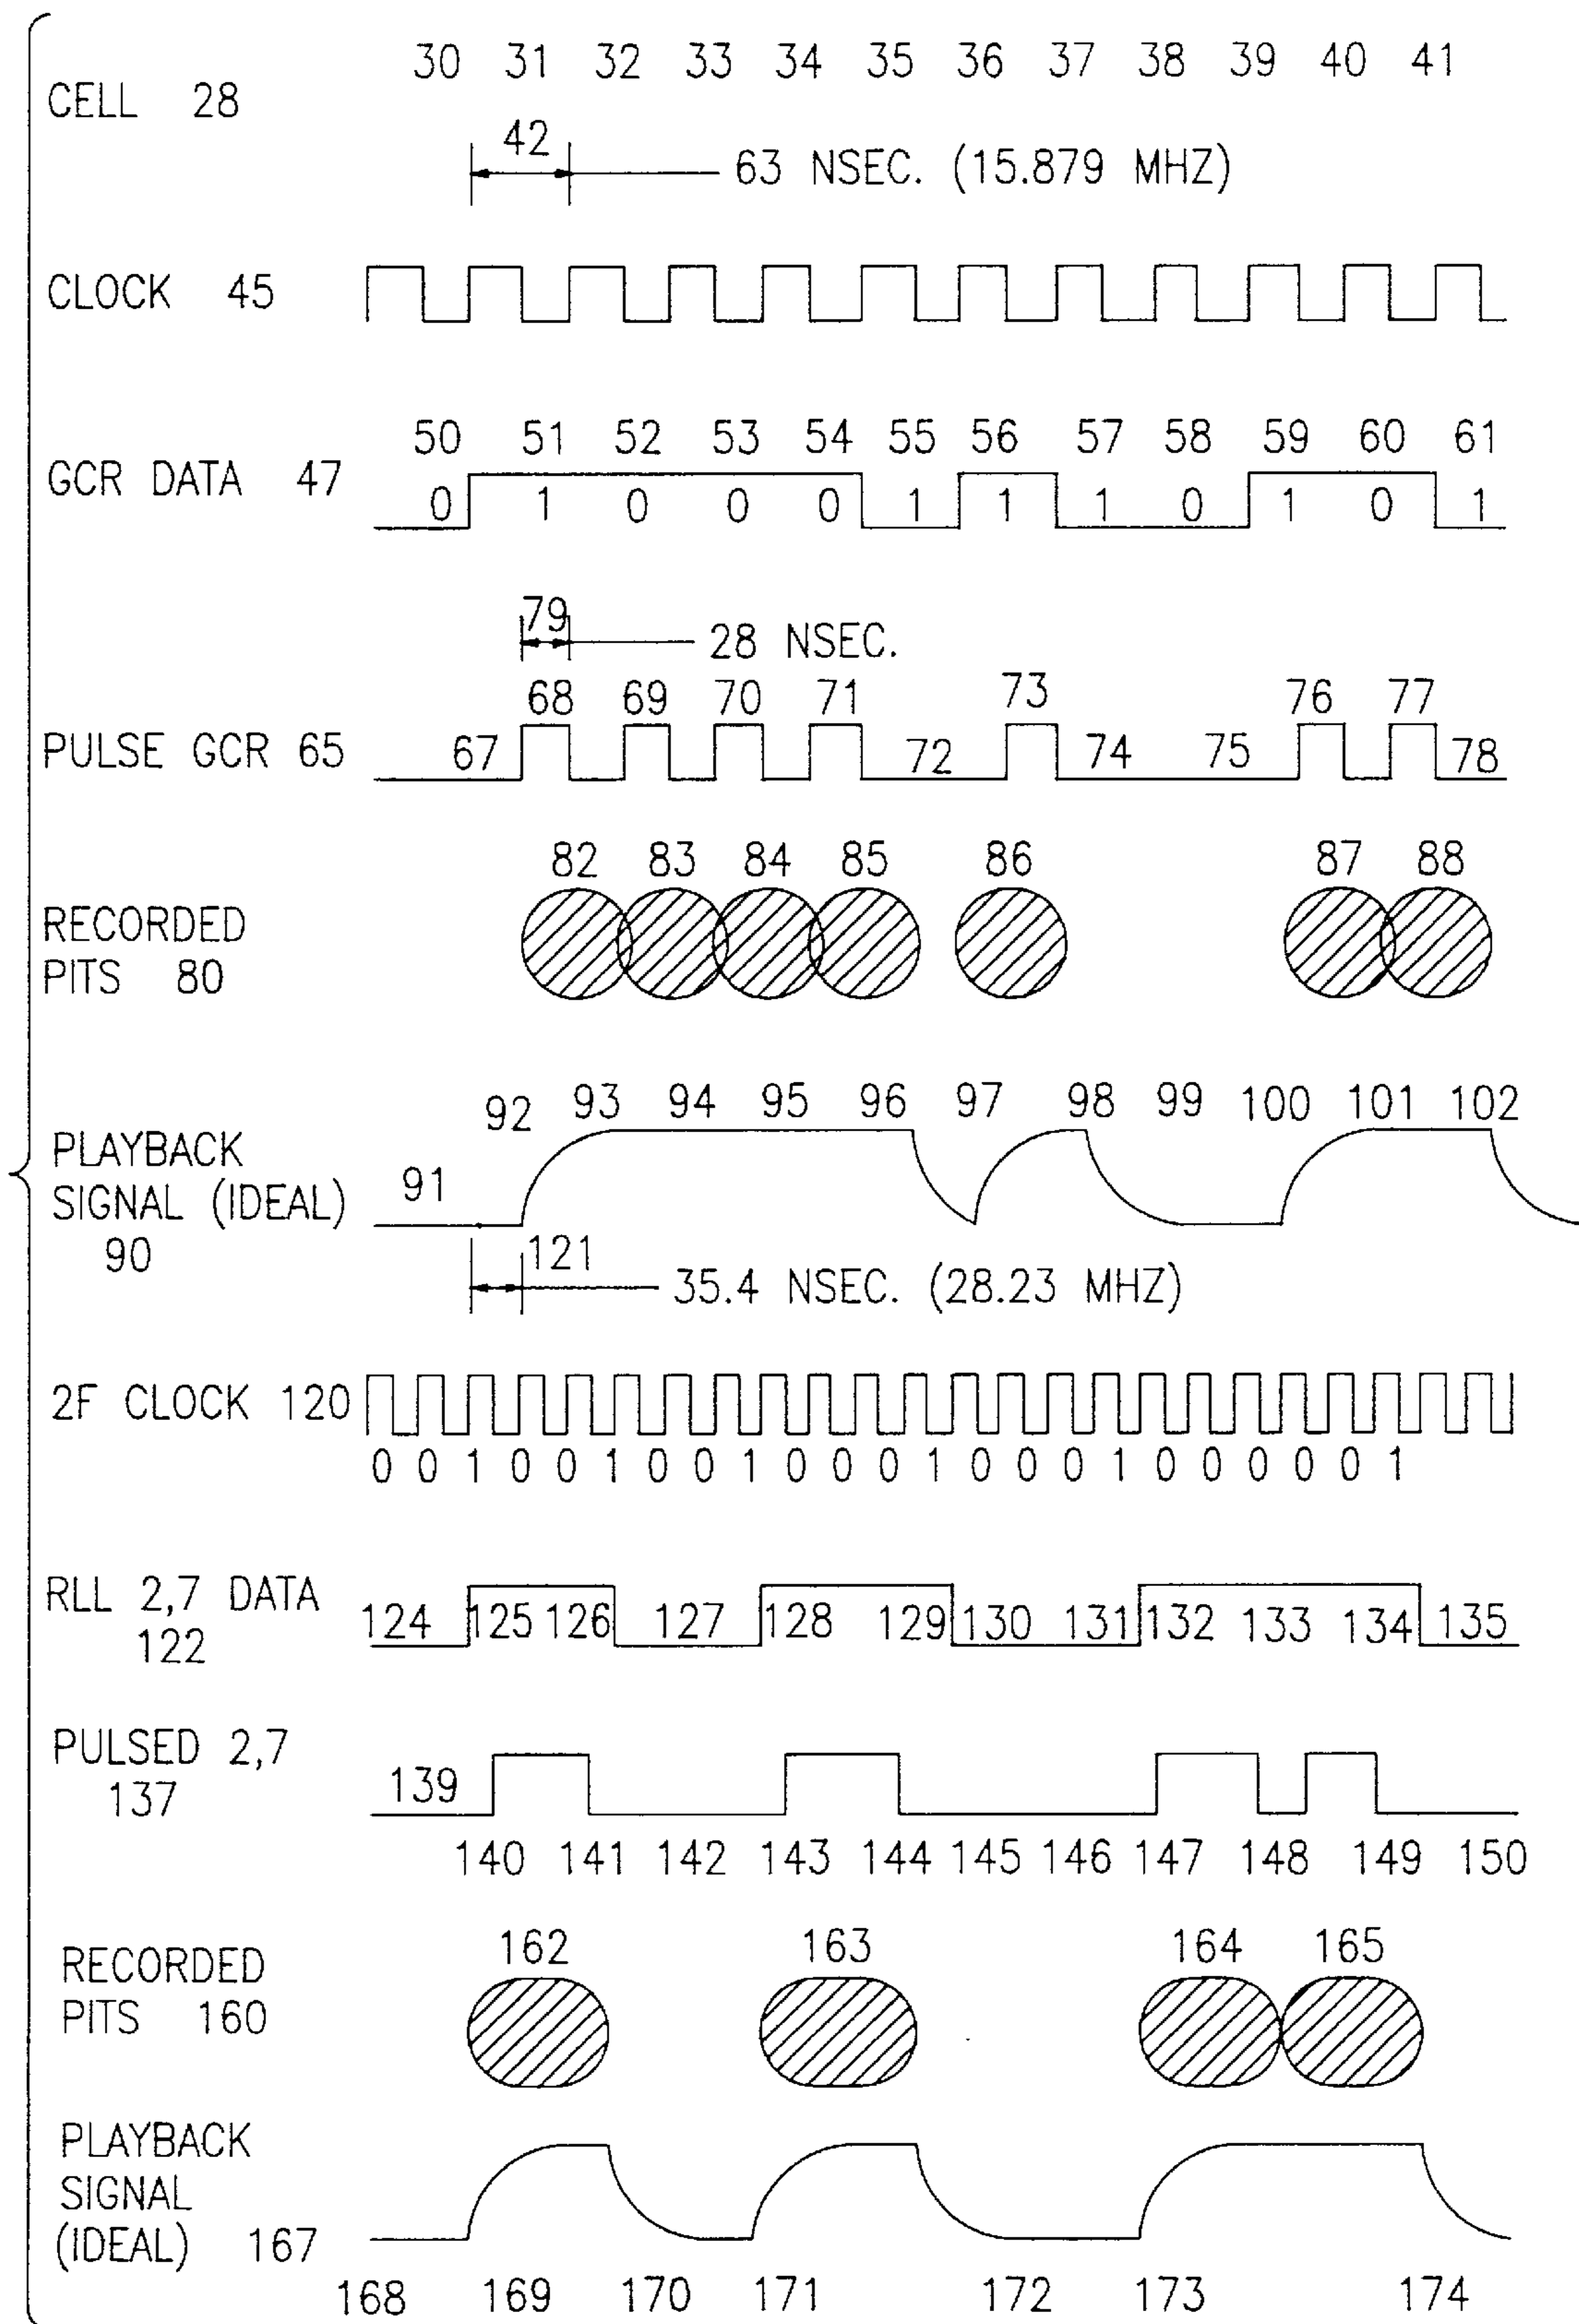 30 31 32 33 34 35 36 37 38 39 40 41
CELL 28
42
63 NSEC. (15.879 MHZ)
CLOCK 45
50 51 52 53 54 55 56 57 58 59 60 61
GCR DATA 47
0 1 0 0 0 1 1 1 0 1 0 1
79
28 NSEC.
68 69 70 71 73 76 77
PULSE GCR 65
67 72 74 75 78
82 83 84 85 86 87 88
RECORDED
PITS 80
92 93 94 95 96 97 98 99 100 101 102
PLAYBACK
SIGNAL (IDEAL)
90
91
121
35.4 NSEC. (28.23 MHZ)
2F CLOCK 120
0 0 1 0 0 1 0 0 1 0 0 0 1 0 0 0 1 0 0 0 0 0 1
RLL 2,7 DATA
122
124 125 126 127 128 129 130 131 132 133 134 135
PULSED 2,7
137
139
140 141 142 143 144 145 146 147 148 149 150
162 163 164 165
RECORDED
PITS 160
PLAYBACK
SIGNAL
(IDEAL) 167
168 169 170 171 172 173 174